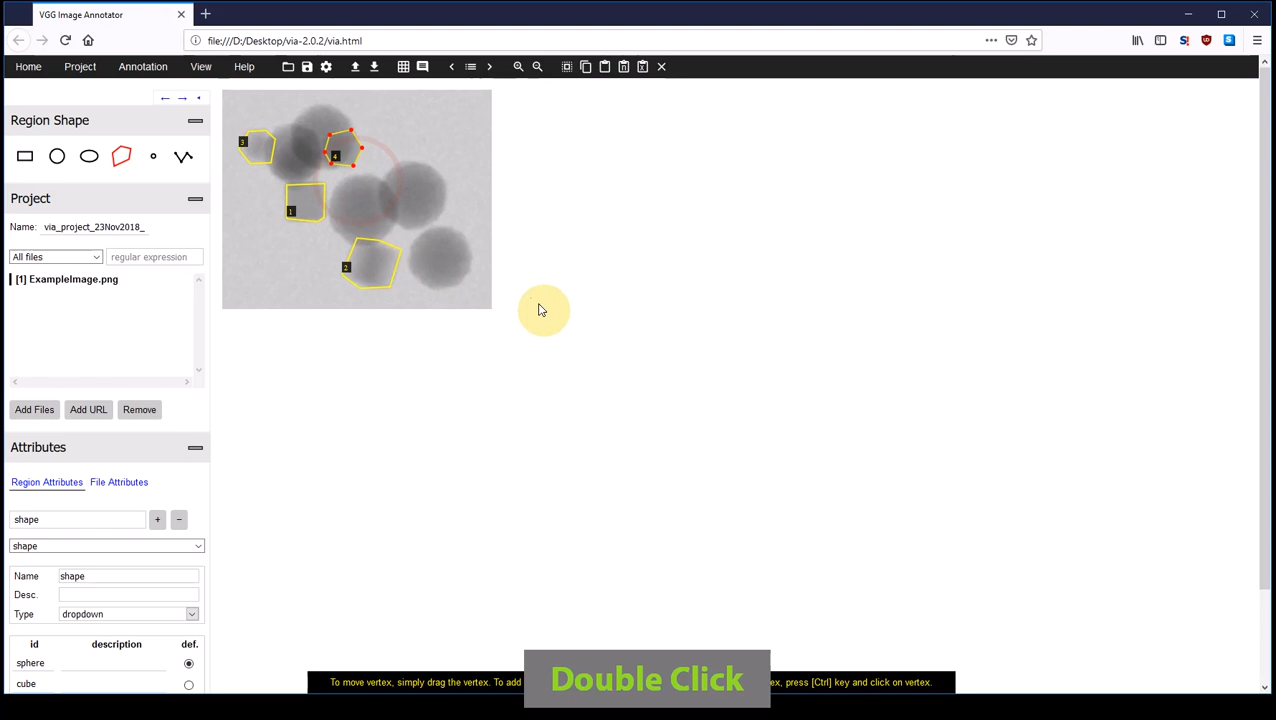 VGG Image Annotator
file:///D:/Desktop/via-2.0.2/via.html
Home Project Annotation View Help
Region Shape
3
4
1
2
Project
Name: via_project_23Nov2018_
All files regular expression
[1] ExampleImage.png
Add Files Add URL Remove
Attributes
Region Attributes File Attributes
shape + −
shape
Name shape
Desc.
Type dropdown
id description def.
sphere
cube
To move vertex, simply drag the vertex. To add
ex, press [Ctrl] key and click on vertex.
Double Click